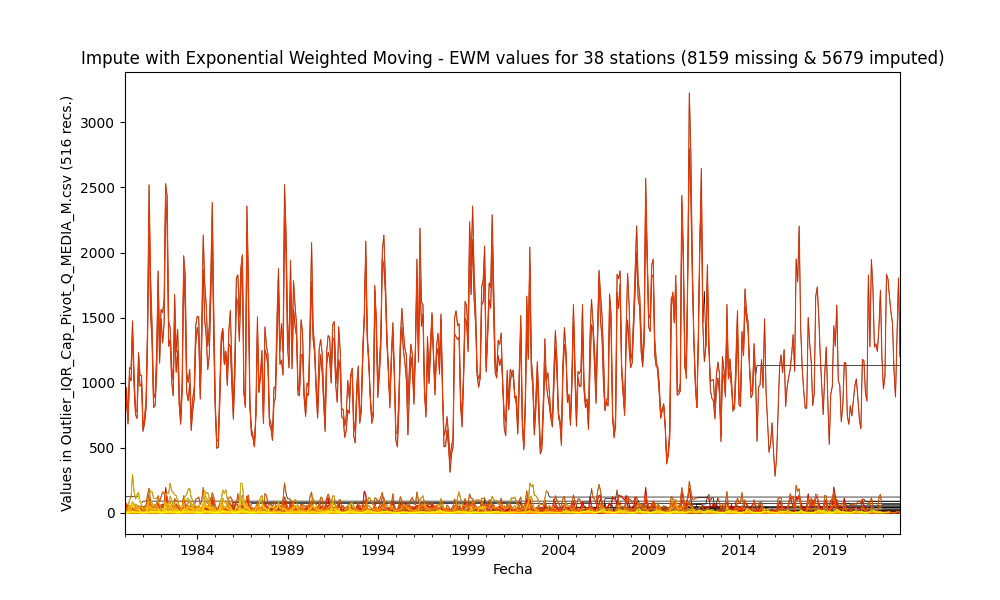 Impute with Exponential Weighted Moving - EWM values for 38 stations (8159 missing & 5679 imputed)
Values in Outlier_IQR_Cap_Pivot_Q_MEDIA_M.csv (516 recs.)
3000
2500
2000
1500
1000
500
0
1984 1989 1994 1999 2004 2009 2014 2019
Fecha